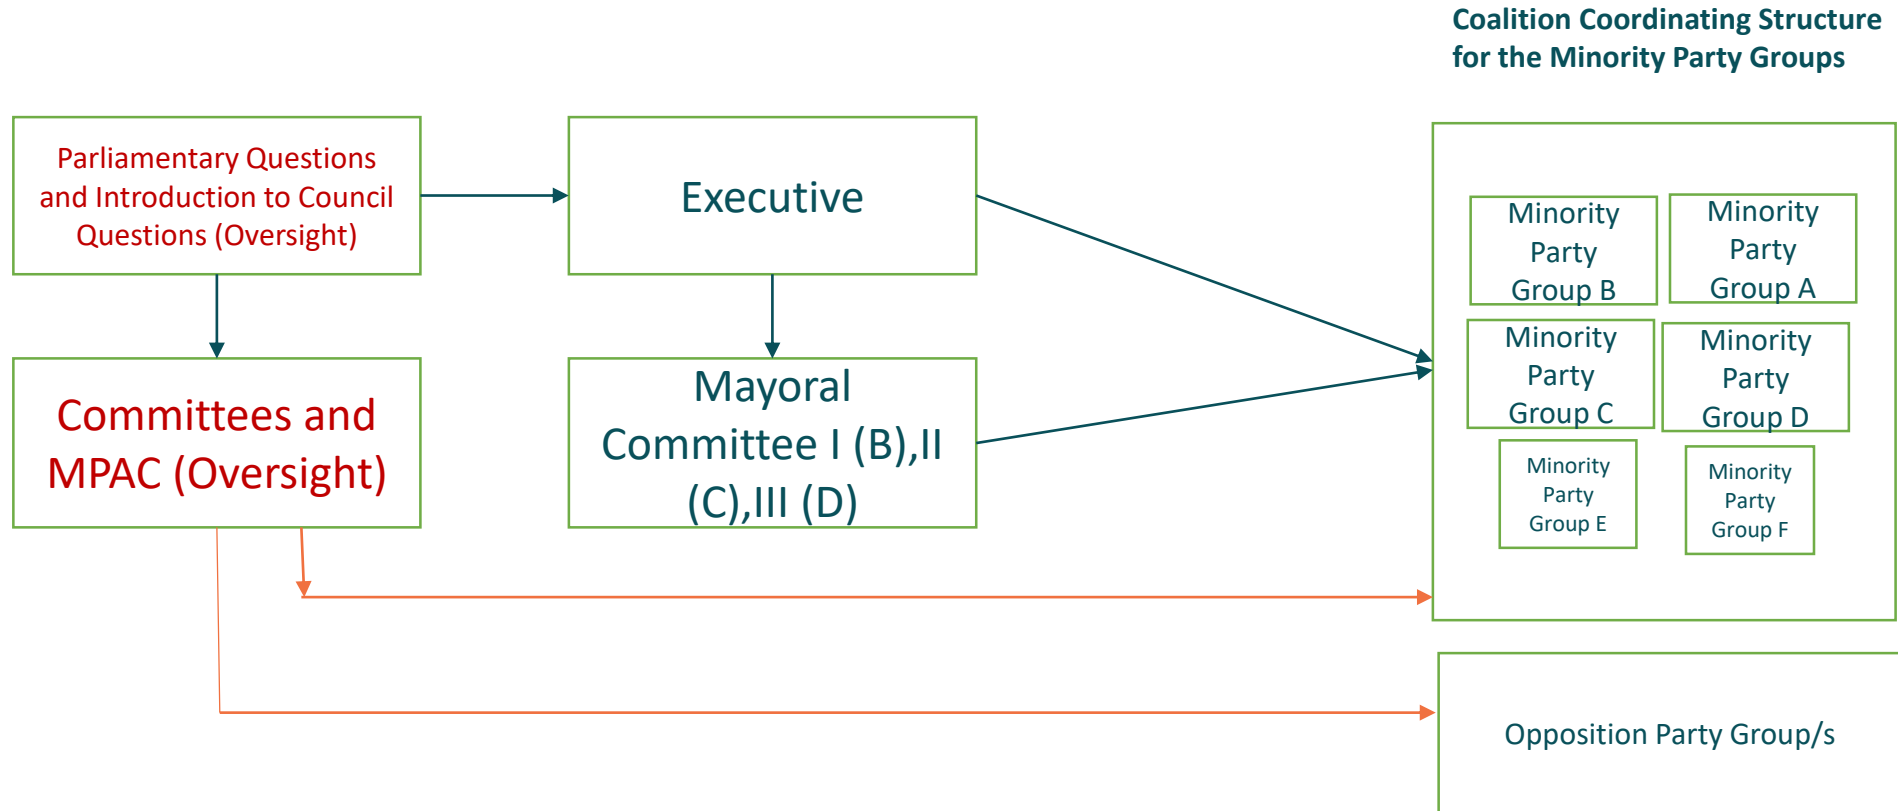 Coalition Coordinating Structure
for the Minority Party Groups
Parliamentary Questions
and Introduction to Council
Questions (Oversight)
Executive
Committees and
MPAC (Oversight)
Mayoral
Committee I (B),II
(C),III (D)
Minority
Party
Group B
Minority
Party
Group A
Minority
Party
Group C
Minority
Party
Group D
Minority
Party
Group E
Minority
Party
Group F
Opposition Party Group/s